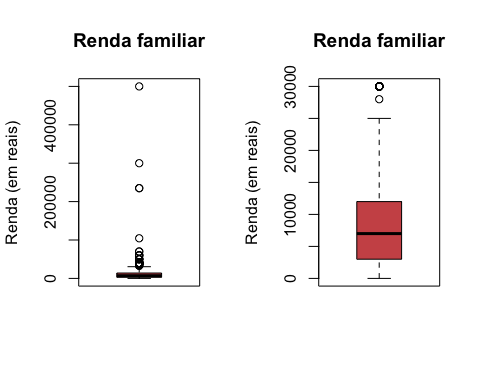 Renda familiar
Renda (em reais)
400000
200000
0
Renda familiar
Renda (em reais)
30000
20000
10000
0